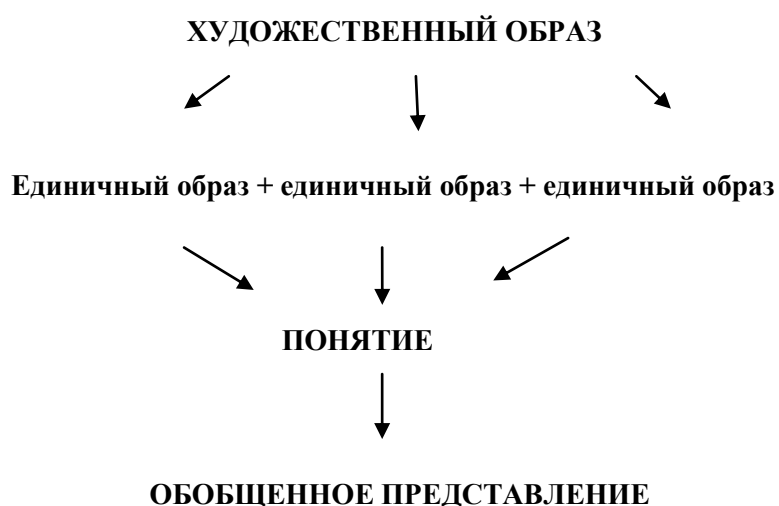 ХУДОЖЕСТВЕННЫЙ ОБРАЗ
Единичный образ + единичный образ + единичный образ
ПОНЯТИЕ
ОБОБЩЕННОЕ ПРЕДСТАВЛЕНИЕ